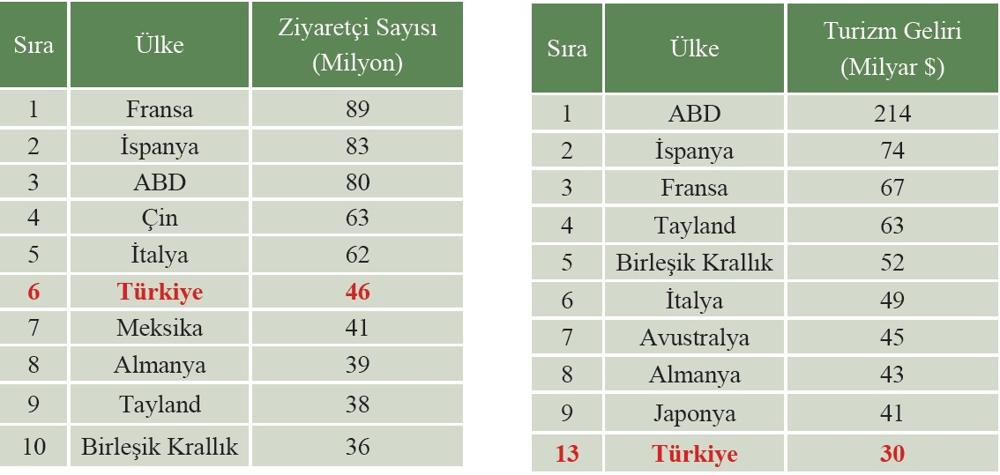 Sıra Ülke Ziyaretçi Sayısı
(Milyon)
1 Fransa 89
2 İspanya 83
3 ABD 80
4 Çin 63
5 İtalya 62
6 Türkiye 46
7 Meksika 41
8 Almanya 39
9 Tayland 38
10 Birleşik Krallık 36
Sıra Ülke Turizm Geliri
(Milyar $)
1 ABD 214
2 İspanya 74
3 Fransa 67
4 Tayland 63
5 Birleşik Krallık 52
6 İtalya 49
7 Avustralya 45
8 Almanya 43
9 Japonya 41
13 Türkiye 30